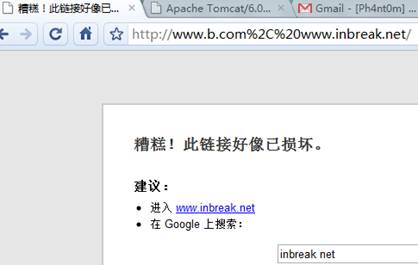 糟糕！此链接好像已损...
Apache Tomcat/6.0...
Gmail - [Ph4nt0m]
http://www.b.com%2C%20www.inbreak.net/
糟糕！此链接好像已损坏。
建议：
进入 www.inbreak.net
在 Google 上搜索：
inbreak net